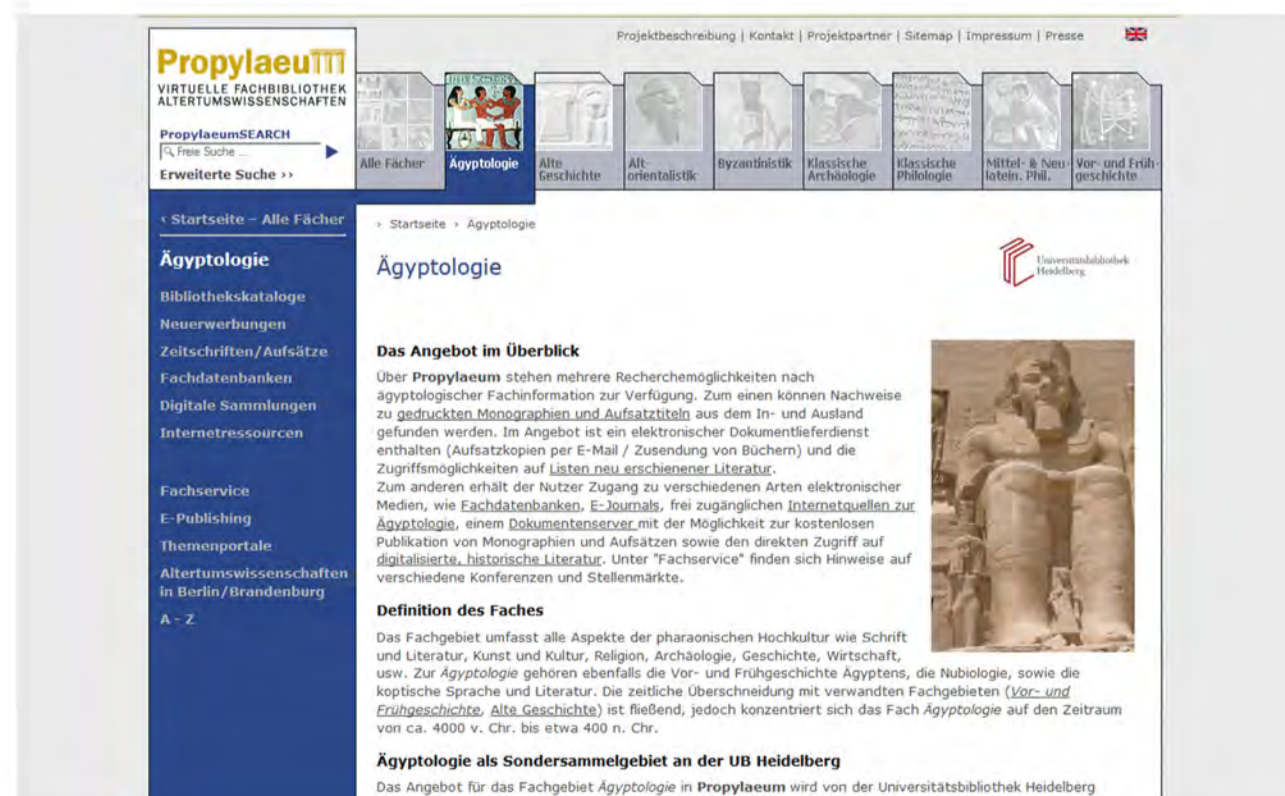 Projektbeschreibung | Kontakt | Projektpartner | Sitemap | Impressum | Presse
Propylaeum
VIRTUELLE FACHBIBLIOTHEK
ALTERTUMSWISSENSCHAFTEN
PropylaeumSEARCH
Freie Suche ...
Erweiterte Suche ››
Alle Fächer
Ägyptologie
Alte
Geschichte
Alt-
orientalistik
Byzantinistik
Klassische
Archäologie
Klassische
Philologie
Mittel- & Neu-
latein. Phil.
Vor- und Früh-
geschichte
‹ Startseite – Alle Fächer
Ägyptologie
Bibliothekskataloge
Neuerwerbungen
Zeitschriften/Aufsätze
Fachdatenbanken
Digitale Sammlungen
Internetressourcen
Fachservice
E-Publishing
Themenportale
Altertumswissenschaften
in Berlin/Brandenburg
A - Z
› Startseite › Ägyptologie
Ägyptologie
Universitätsbibliothek
Heidelberg
Das Angebot im Überblick
Über Propylaeum stehen mehrere Recherchemöglichkeiten nach
ägyptologischer Fachinformation zur Verfügung. Zum einen können Nachweise
zu gedruckten Monographien und Aufsatztiteln aus dem In- und Ausland
gefunden werden. Im Angebot ist ein elektronischer Dokumentlieferdienst
enthalten (Aufsatzkopien per E-Mail / Zusendung von Büchern) und die
Zugriffsmöglichkeiten auf Listen neu erschienener Literatur.
Zum anderen erhält der Nutzer Zugang zu verschiedenen Arten elektronischer
Medien, wie Fachdatenbanken, E-Journals, frei zugänglichen Internetquellen zur
Ägyptologie, einem Dokumentenserver mit der Möglichkeit zur kostenlosen
Publikation von Monographien und Aufsätzen sowie den direkten Zugriff auf
digitalisierte, historische Literatur. Unter "Fachservice" finden sich Hinweise auf
verschiedene Konferenzen und Stellenmärkte.
Definition des Faches
Das Fachgebiet umfasst alle Aspekte der pharaonischen Hochkultur wie Schrift
und Literatur, Kunst und Kultur, Religion, Archäologie, Geschichte, Wirtschaft,
usw. Zur Ägyptologie gehören ebenfalls die Vor- und Frühgeschichte Ägyptens, die Nubiologie, sowie die
koptische Sprache und Literatur. Die zeitliche Überschneidung mit verwandten Fachgebieten (Vor- und
Frühgeschichte, Alte Geschichte) ist fließend, jedoch konzentriert sich das Fach Ägyptologie auf den Zeitraum
von ca. 4000 v. Chr. bis etwa 400 n. Chr.
Ägyptologie als Sondersammelgebiet an der UB Heidelberg
Das Angebot für das Fachgebiet Ägyptologie in Propylaeum wird von der Universitätsbibliothek Heidelberg